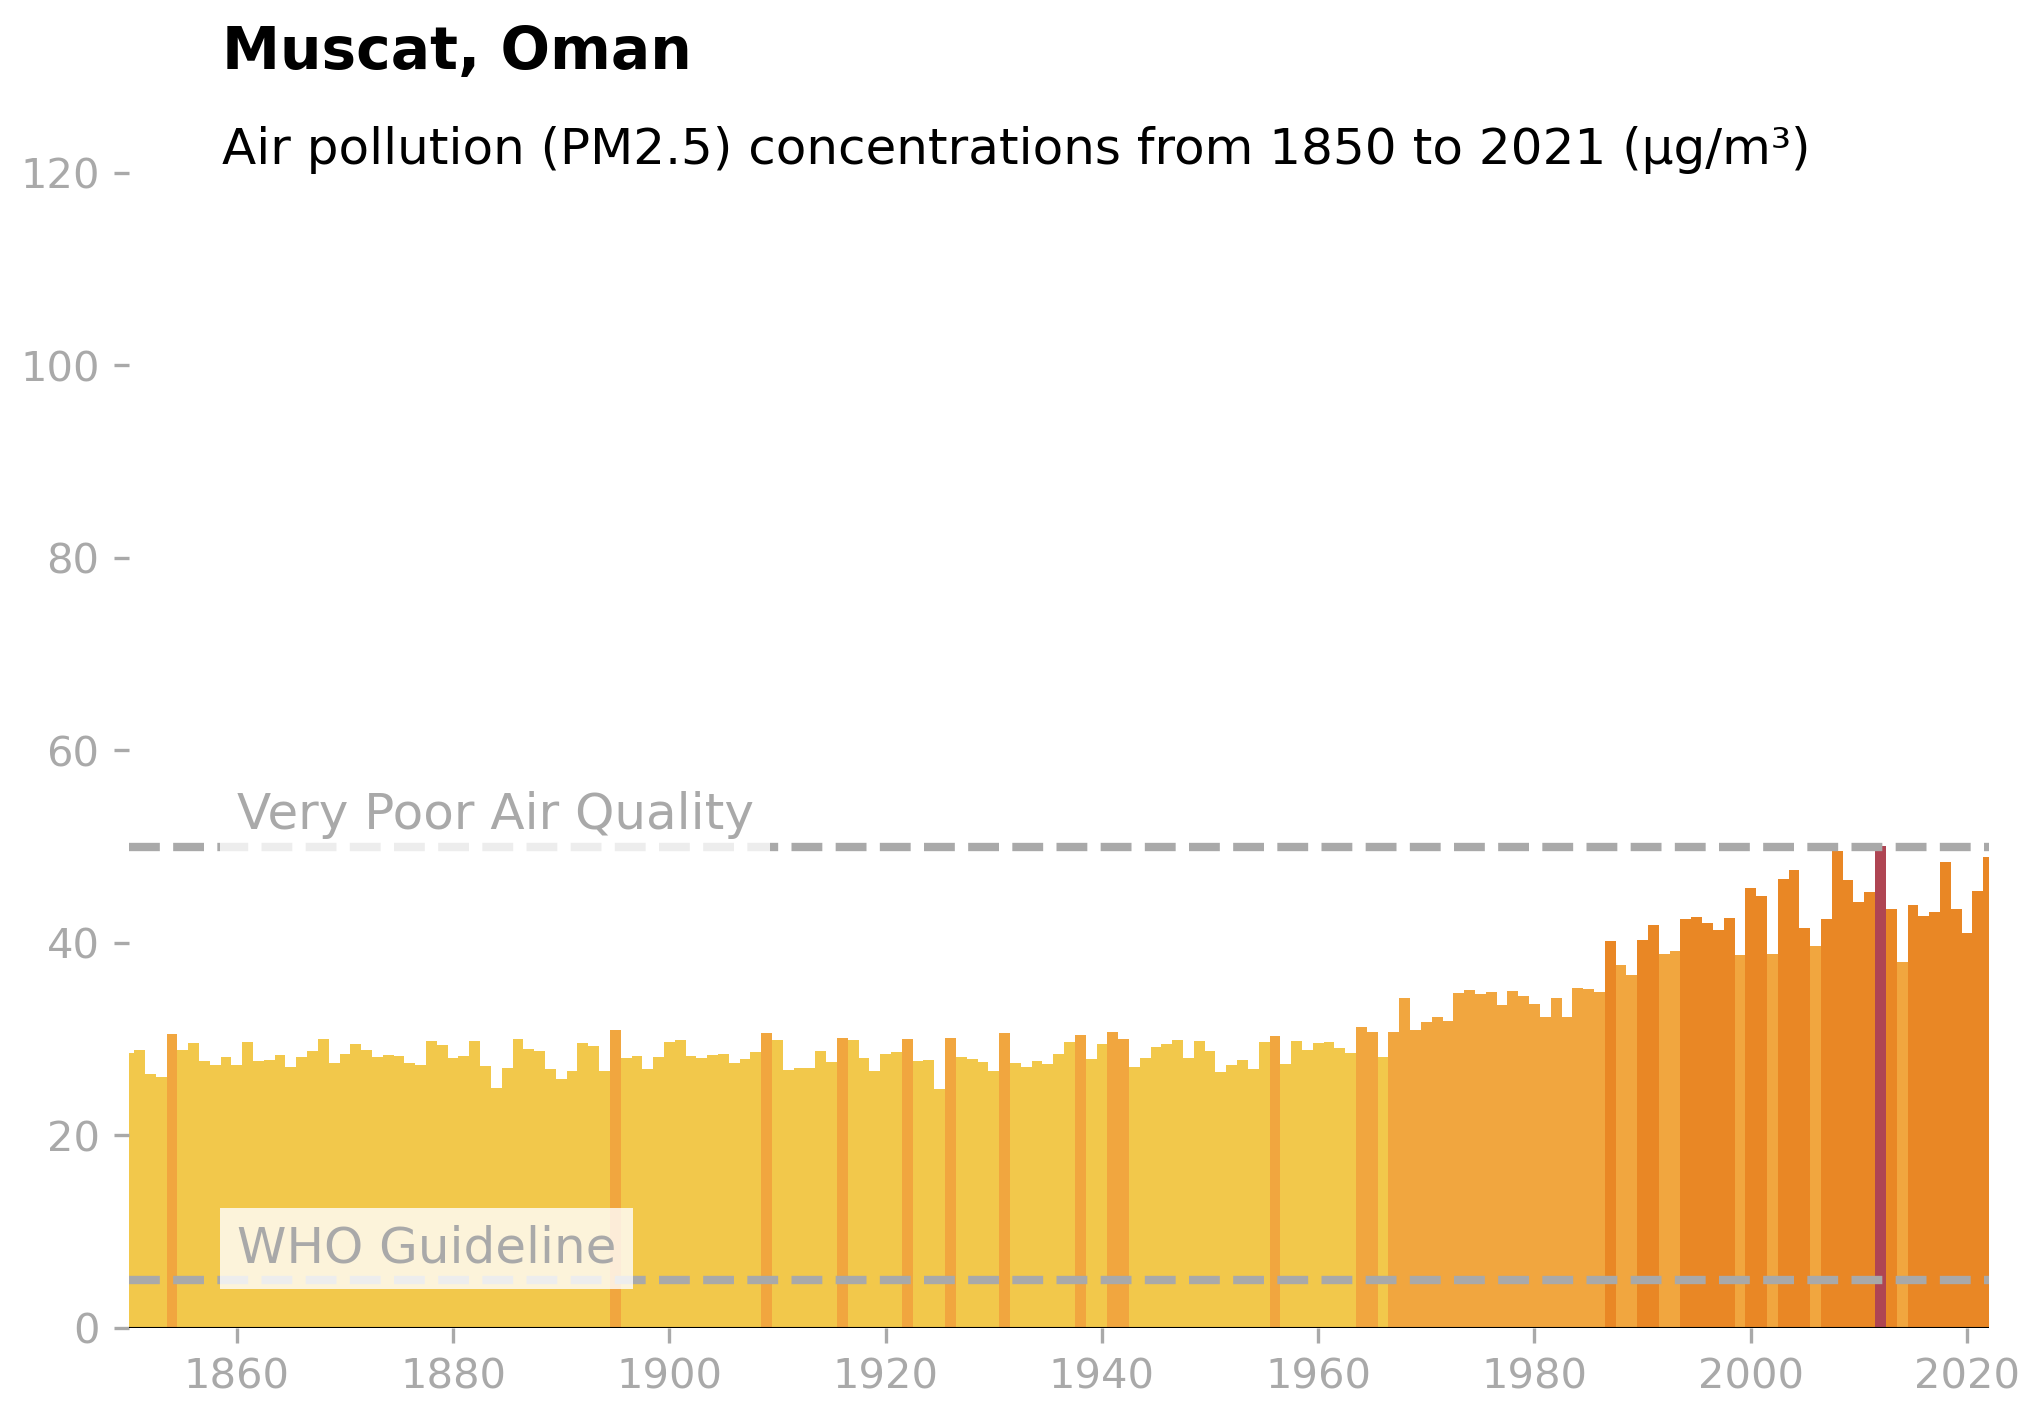 Muscat, Oman
Air pollution (PM2.5) concentrations from 1850 to 2021 (µg/m³)
120
100
80
60
Very Poor Air Quality
40
20
WHO Guideline
0
1860 1880 1900 1920 1940 1960 1980 2000 2020